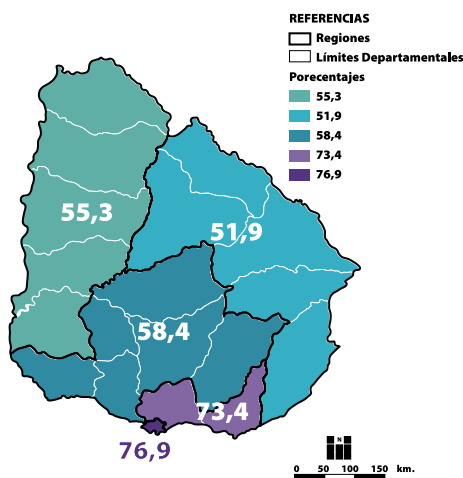 REFERENCIAS
Regiones
Límites Departamentales
Porecentajes
55,3
51,9
58,4
73,4
76,9
55,3
51,9
58,4
73,4
76,9
N
0 50 100 150 km.